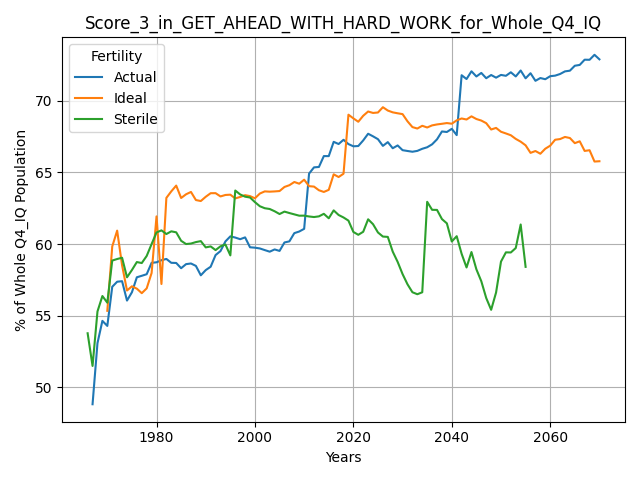 Score_3_in_GET_AHEAD_WITH_HARD_WORK_for_Whole_Q4_IQ
Fertility
Actual
Ideal
Sterile
% of Whole Q4_IQ Population
70
65
60
55
50
1980
2000
2020
2040
2060
Years